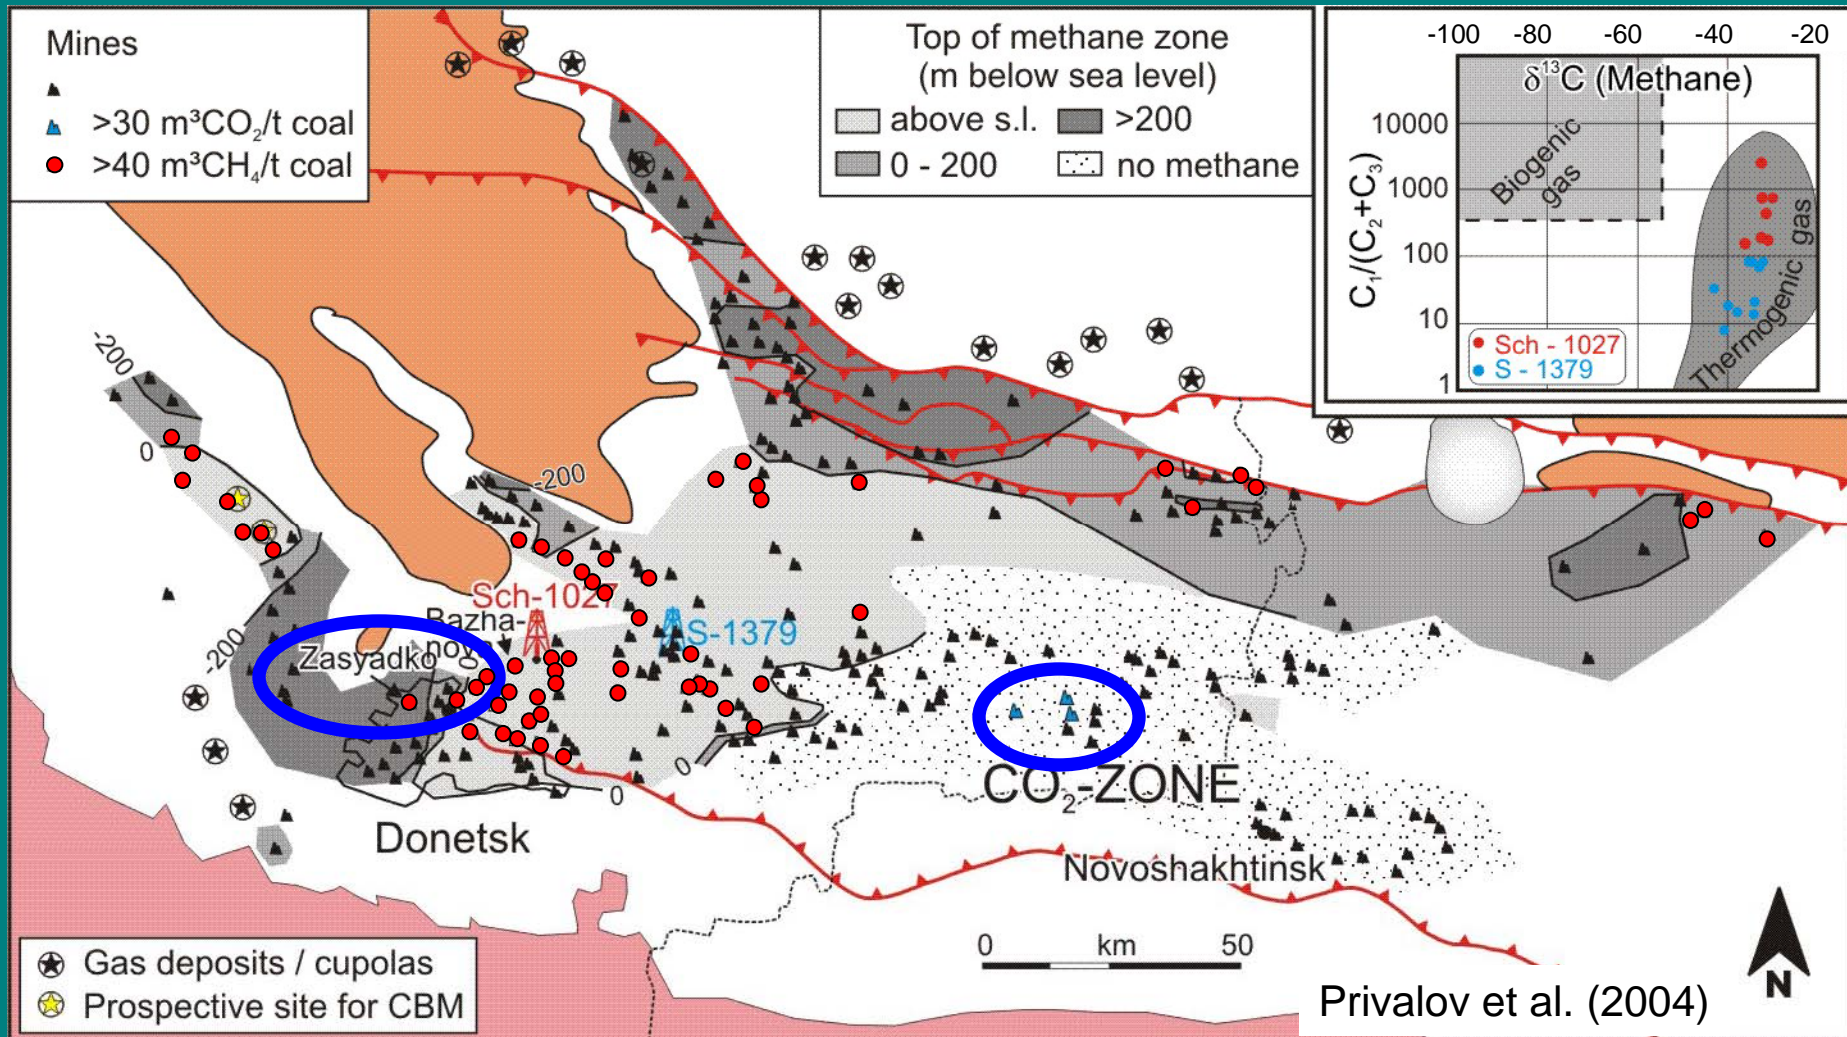 Mines
>30 m³CO₂/t coal
>40 m³CH₄/t coal
Top of methane zone
(m below sea level)
above s.l.
>200
0 - 200
no methane
-100 -80 -60 -40 -20
δ¹³C (Methane)
C₁/(C₂+C₃)
10000
1000
100
10
1
Biogenic
gas
Thermogenic gas
Sch - 1027
S - 1379
-200
0
-200
-200
Sch-1027
Bazha-
nova
S-1379
Zasyadko
0
0
CO₂-ZONE
Donetsk
Novoshakhtinsk
0 km 50
N
Gas deposits / cupolas
Prospective site for CBM
Privalov et al. (2004)